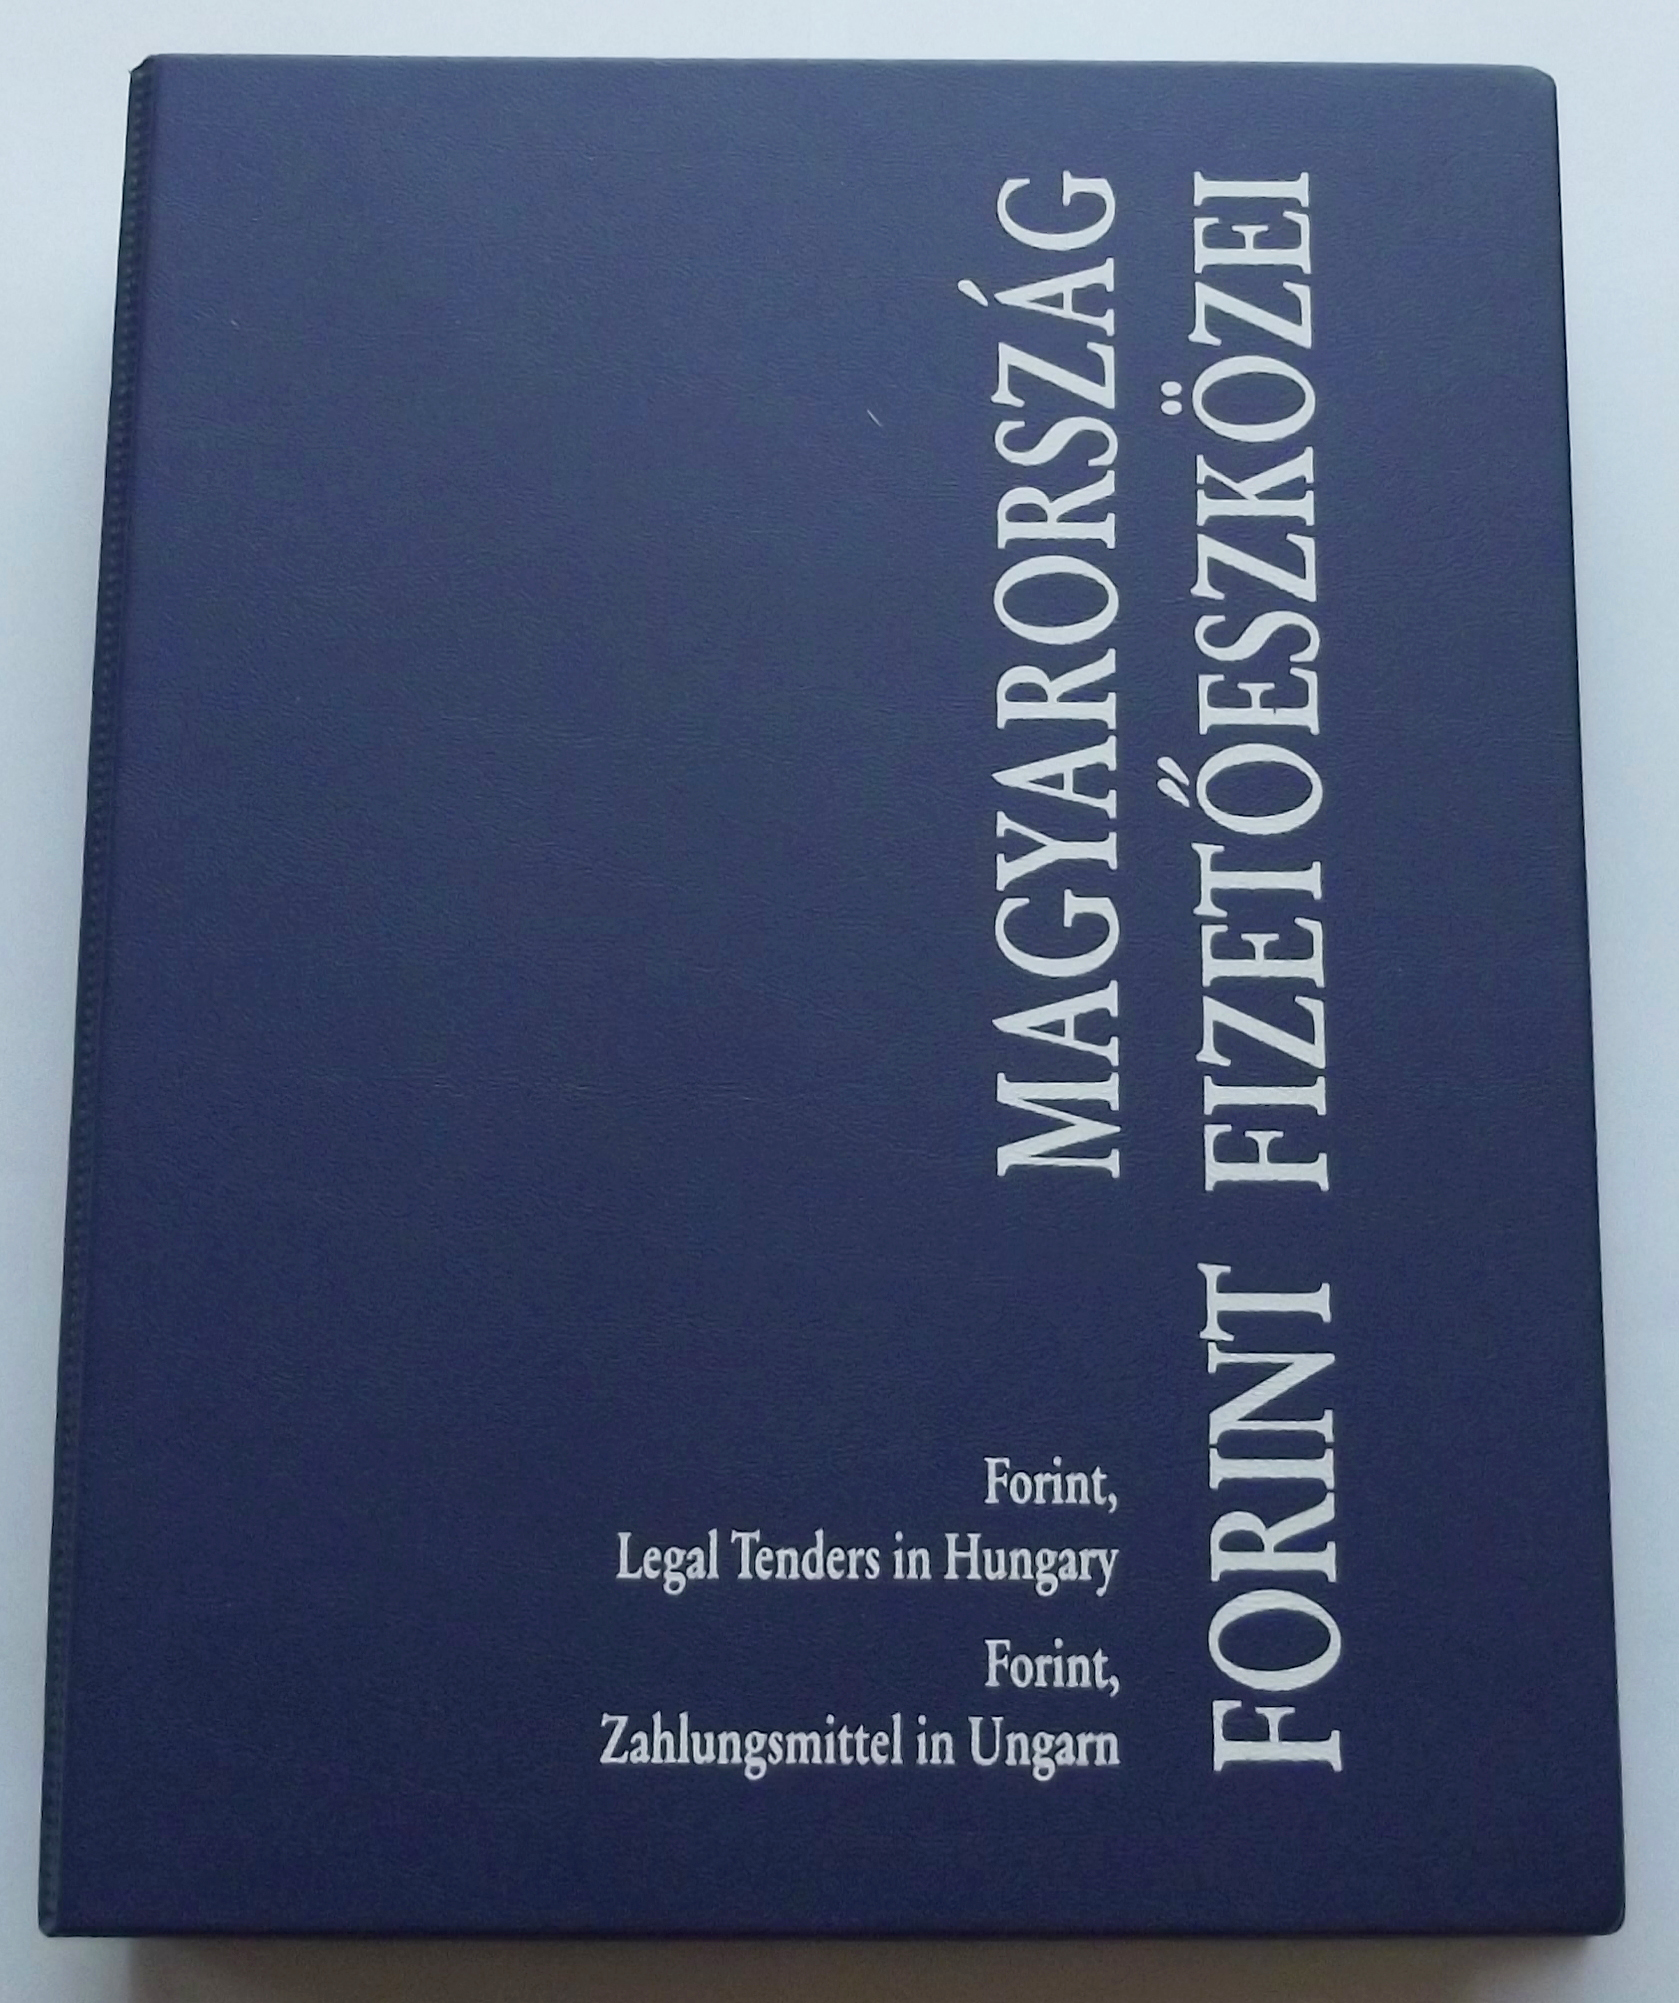 MAGYARORSZÁG
FORINT FIZETŐESZKÖZEI
Forint,
Legal Tenders in Hungary
Forint,
Zahlungsmittel in Ungarn